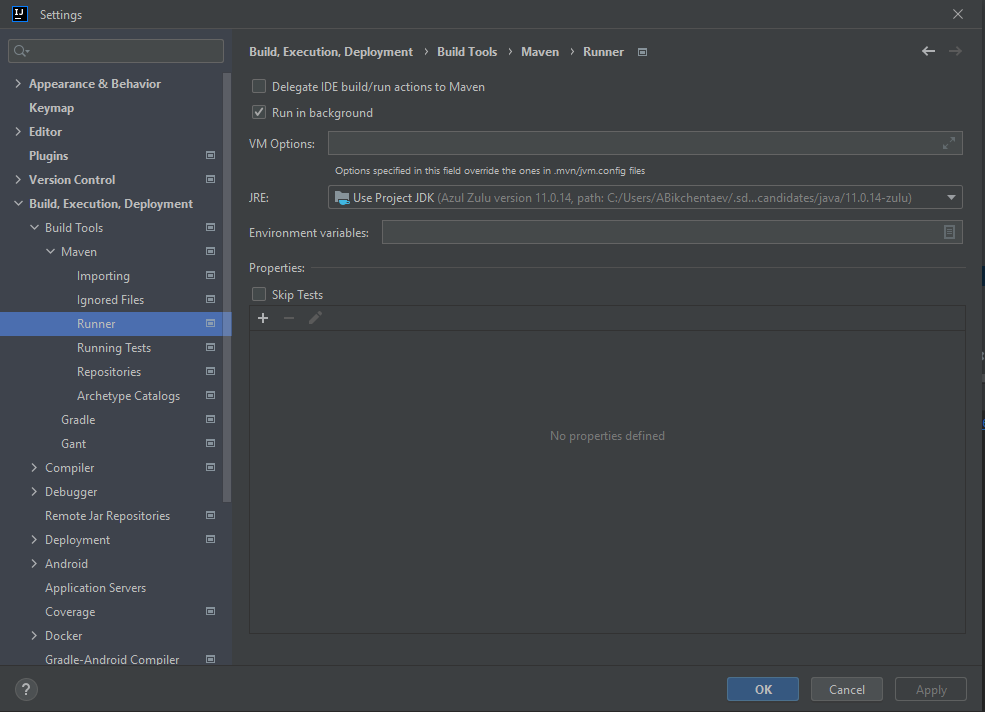 Settings
Build, Execution, Deployment › Build Tools › Maven › Runner
Appearance & Behavior
Keymap
Editor
Plugins
Version Control
Build, Execution, Deployment
Build Tools
Maven
Importing
Ignored Files
Runner
Running Tests
Repositories
Archetype Catalogs
Gradle
Gant
Compiler
Debugger
Remote Jar Repositories
Deployment
Android
Application Servers
Coverage
Docker
Gradle-Android Compiler
Delegate IDE build/run actions to Maven
Run in background
VM Options:
Options specified in this field override the ones in .mvn/jvm.config files
JRE: Use Project JDK (Azul Zulu version 11.0.14, path: C:/Users/ABikchentaev/.sd...candidates/java/11.0.14-zulu)
Environment variables:
Properties:
Skip Tests
No properties defined
? OK Cancel Apply